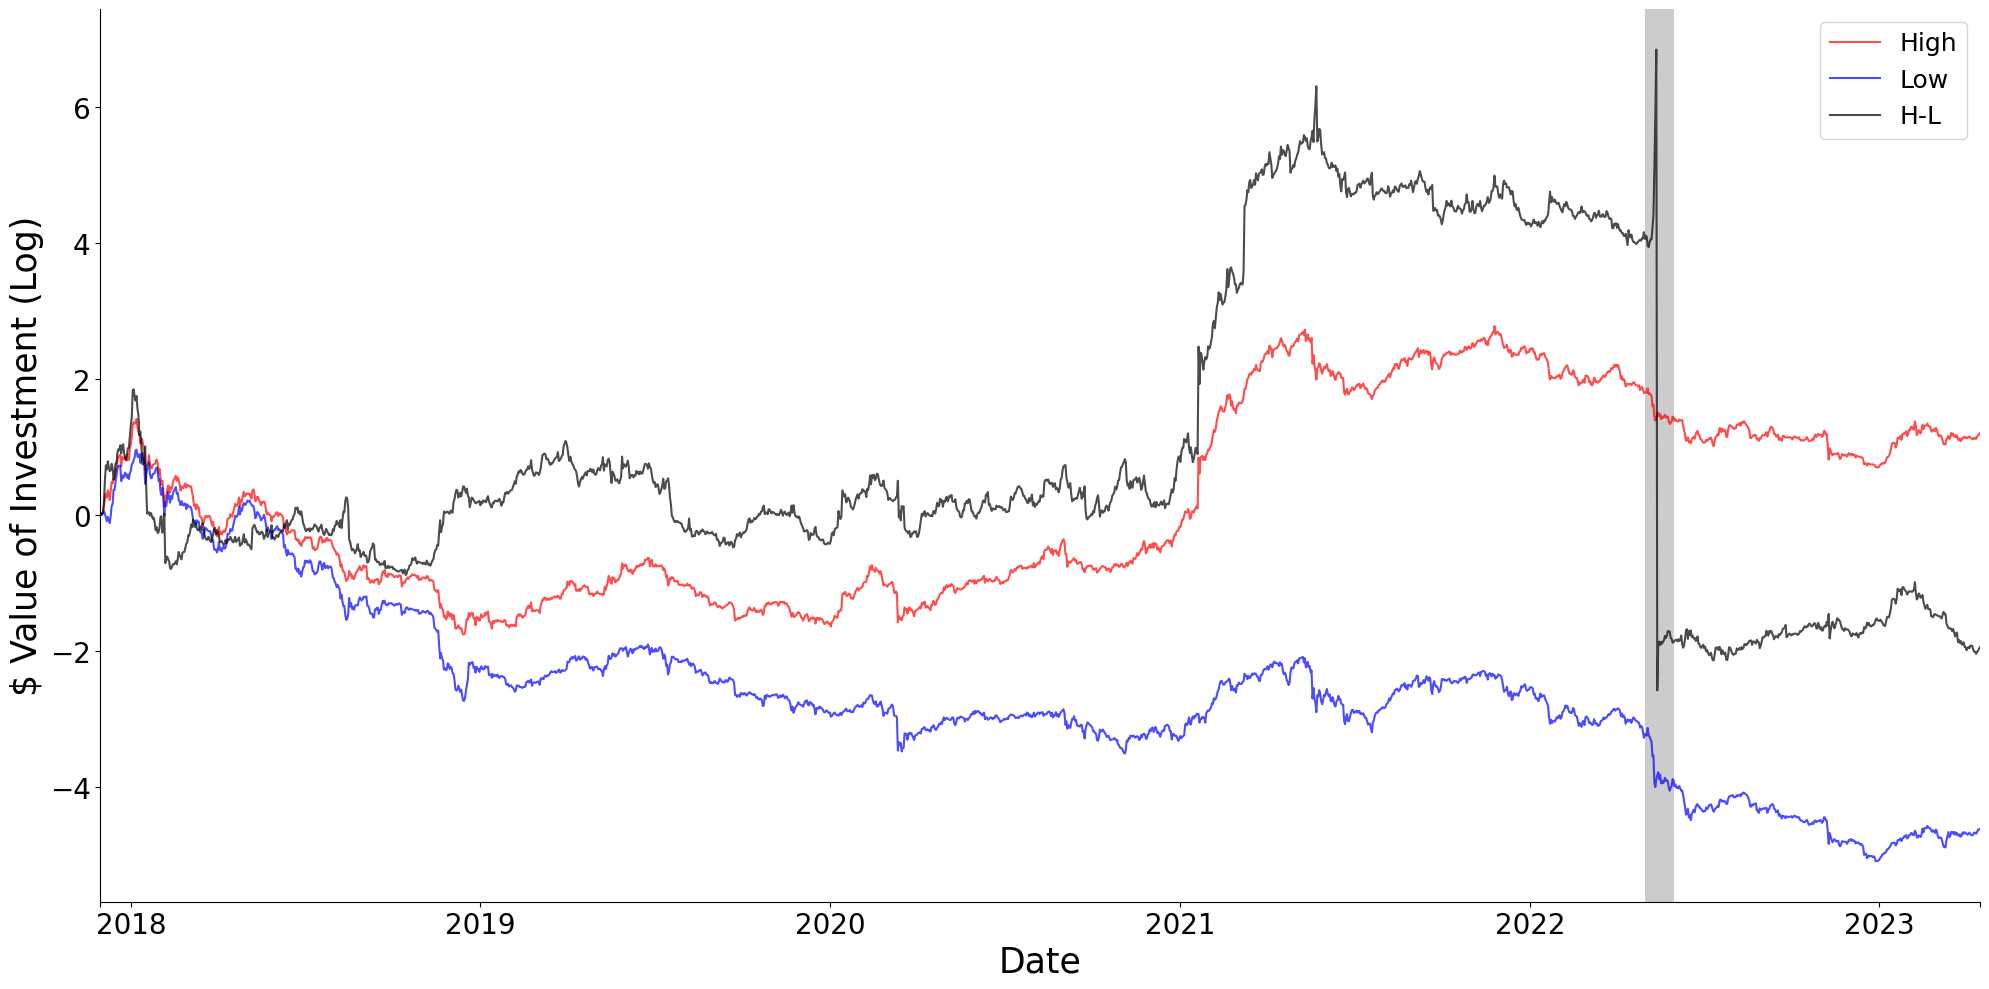 High
Low
H-L
$ Value of Investment (Log)
6
4
2
0
−2
−4
2018 2019 2020 2021 2022 2023
Date